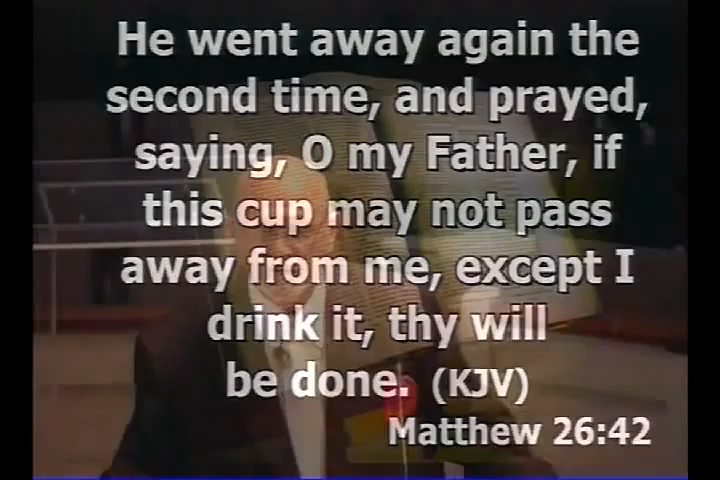 He went away again the
second time, and prayed,
saying, O my Father, if
this cup may not pass
away from me, except I
drink it, thy will
be done. (KJV)
Matthew 26:42